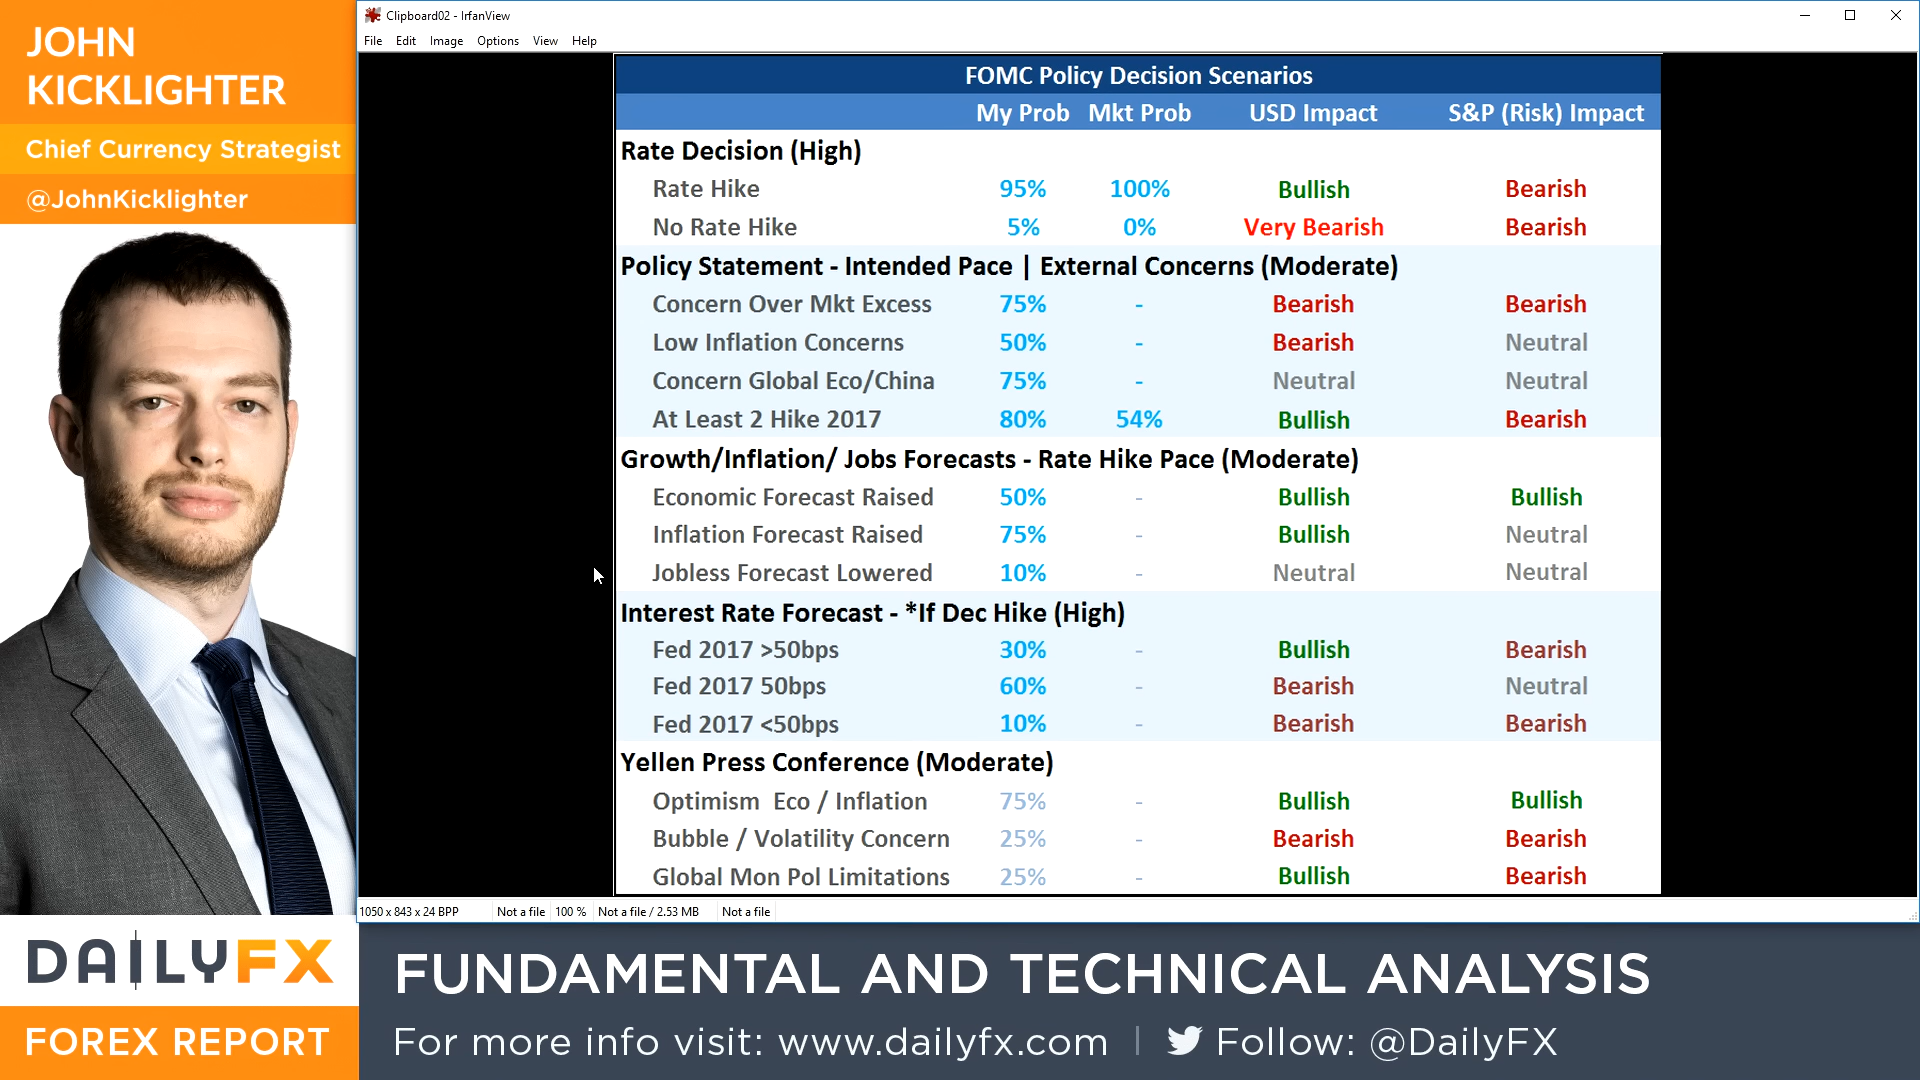 JOHN
KICKLIGHTER
Chief Currency Strategist
@JohnKicklighter
Clipboard02 - IrfanView
File Edit Image Options View Help
FOMC Policy Decision Scenarios
My Prob Mkt Prob USD Impact S&P (Risk) Impact
Rate Decision (High)
Rate Hike 95% 100% Bullish Bearish
No Rate Hike 5% 0% Very Bearish Bearish
Policy Statement - Intended Pace | External Concerns (Moderate)
Concern Over Mkt Excess 75% - Bearish Bearish
Low Inflation Concerns 50% - Bearish Neutral
Concern Global Eco/China 75% - Neutral Neutral
At Least 2 Hike 2017 80% 54% Bullish Bearish
Growth/Inflation/ Jobs Forecasts - Rate Hike Pace (Moderate)
Economic Forecast Raised 50% - Bullish Bullish
Inflation Forecast Raised 75% - Bullish Neutral
Jobless Forecast Lowered 10% - Neutral Neutral
Interest Rate Forecast - *If Dec Hike (High)
Fed 2017 >50bps 30% - Bullish Bearish
Fed 2017 50bps 60% - Bearish Neutral
Fed 2017 <50bps 10% - Bearish Bearish
Yellen Press Conference (Moderate)
Optimism Eco / Inflation 75% - Bullish Bullish
Bubble / Volatility Concern 25% - Bearish Bearish
Global Mon Pol Limitations 25% - Bullish Bearish
1050 x 843 x 24 BPP Not a file 100 % Not a file / 2.53 MB Not a file
DAILYFX
FOREX REPORT
FUNDAMENTAL AND TECHNICAL ANALYSIS
For more info visit: www.dailyfx.com | Follow: @DailyFX